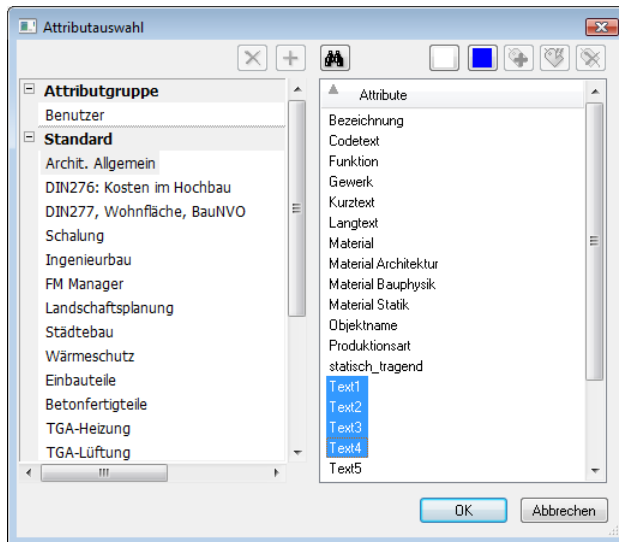 Attributauswahl
Attributgruppe
Benutzer
Standard
Archit. Allgemein
DIN276: Kosten im Hochbau
DIN277, Wohnfläche, BauNVO
Schalung
Ingenieurbau
FM Manager
Landschaftsplanung
Städtebau
Wärmeschutz
Einbauteile
Betonfertigteile
TGA-Heizung
TGA-Lüftung
Attribute
Bezeichnung
Codetext
Funktion
Gewerk
Kurztext
Langtext
Material
Material Architektur
Material Bauphysik
Material Statik
Objektname
Produktionsart
statisch_tragend
Text1
Text2
Text3
Text4
Text5
OK
Abbrechen